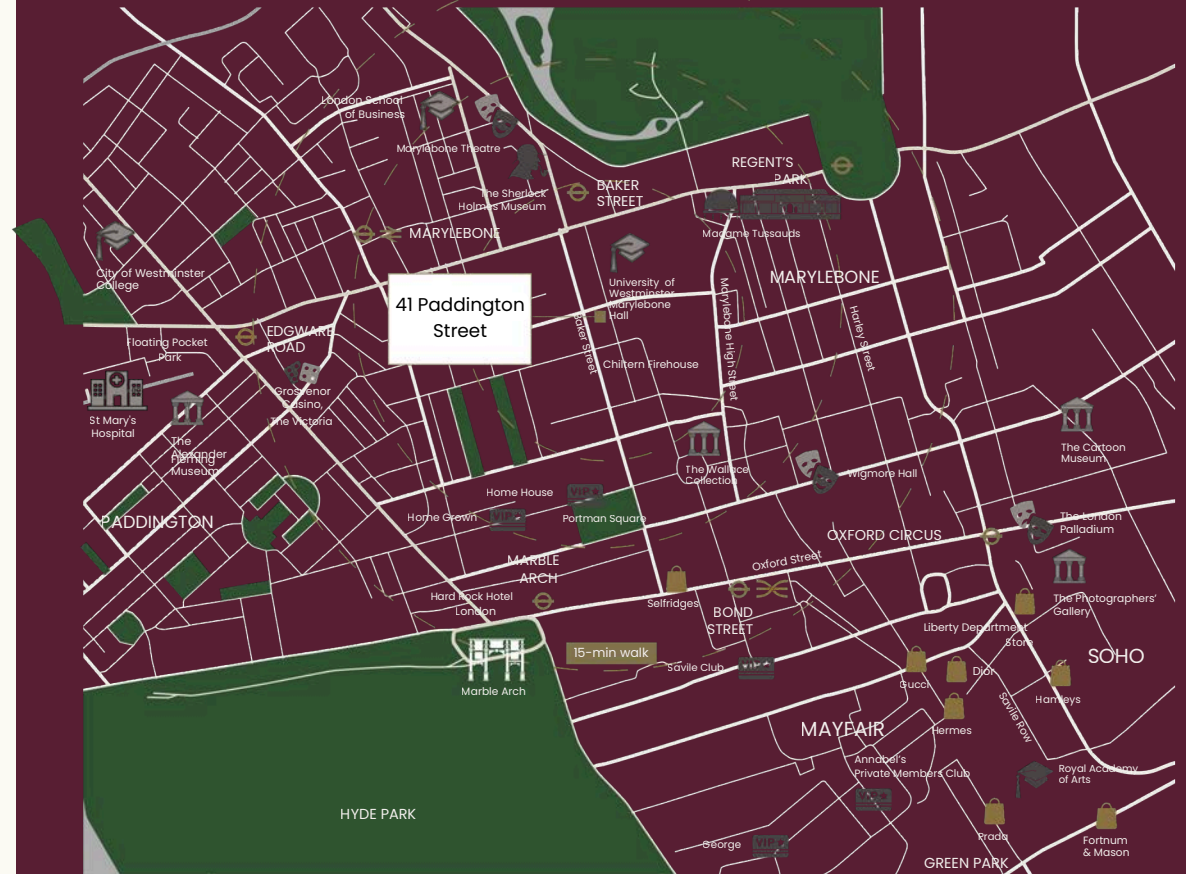 London School
of Business
Marylebone Theatre
REGENT'S
PARK
The Sherlock
Holmes Museum
BAKER
STREET
MARYLEBONE
Madame Tussauds
City of Westminster
College
University of
Westminster
Marylebone
Hall
MARYLEBONE
41 Paddington
Street
Floating Pocket
Park
EDGWARE
ROAD
Baker Street
Marylebone High Street
Harley Street
Chiltern Firehouse
Grosvenor
Casino,
The Victoria
St Mary's
Hospital
The
Alexander
Fleming
Museum
The Wallace
Collection
Wigmore Hall
The Cartoon
Museum
Home House
VIP
Home Grown
VIP
Portman Square
PADDINGTON
The London
Palladium
OXFORD CIRCUS
MARBLE
ARCH
Oxford Street
Hard Rock Hotel
London
Selfridges
BOND
STREET
The Photographers'
Gallery
Liberty Department
Store
15-min walk
Savile Club
VIP
SOHO
Marble Arch
Gucci
Dior
Hamleys
Hermes
Savile Row
MAYFAIR
Annabel's
Private Members Club
VIP
Royal Academy
of Arts
HYDE PARK
Prada
Fortnum
& Mason
George
VIP
GREEN PARK